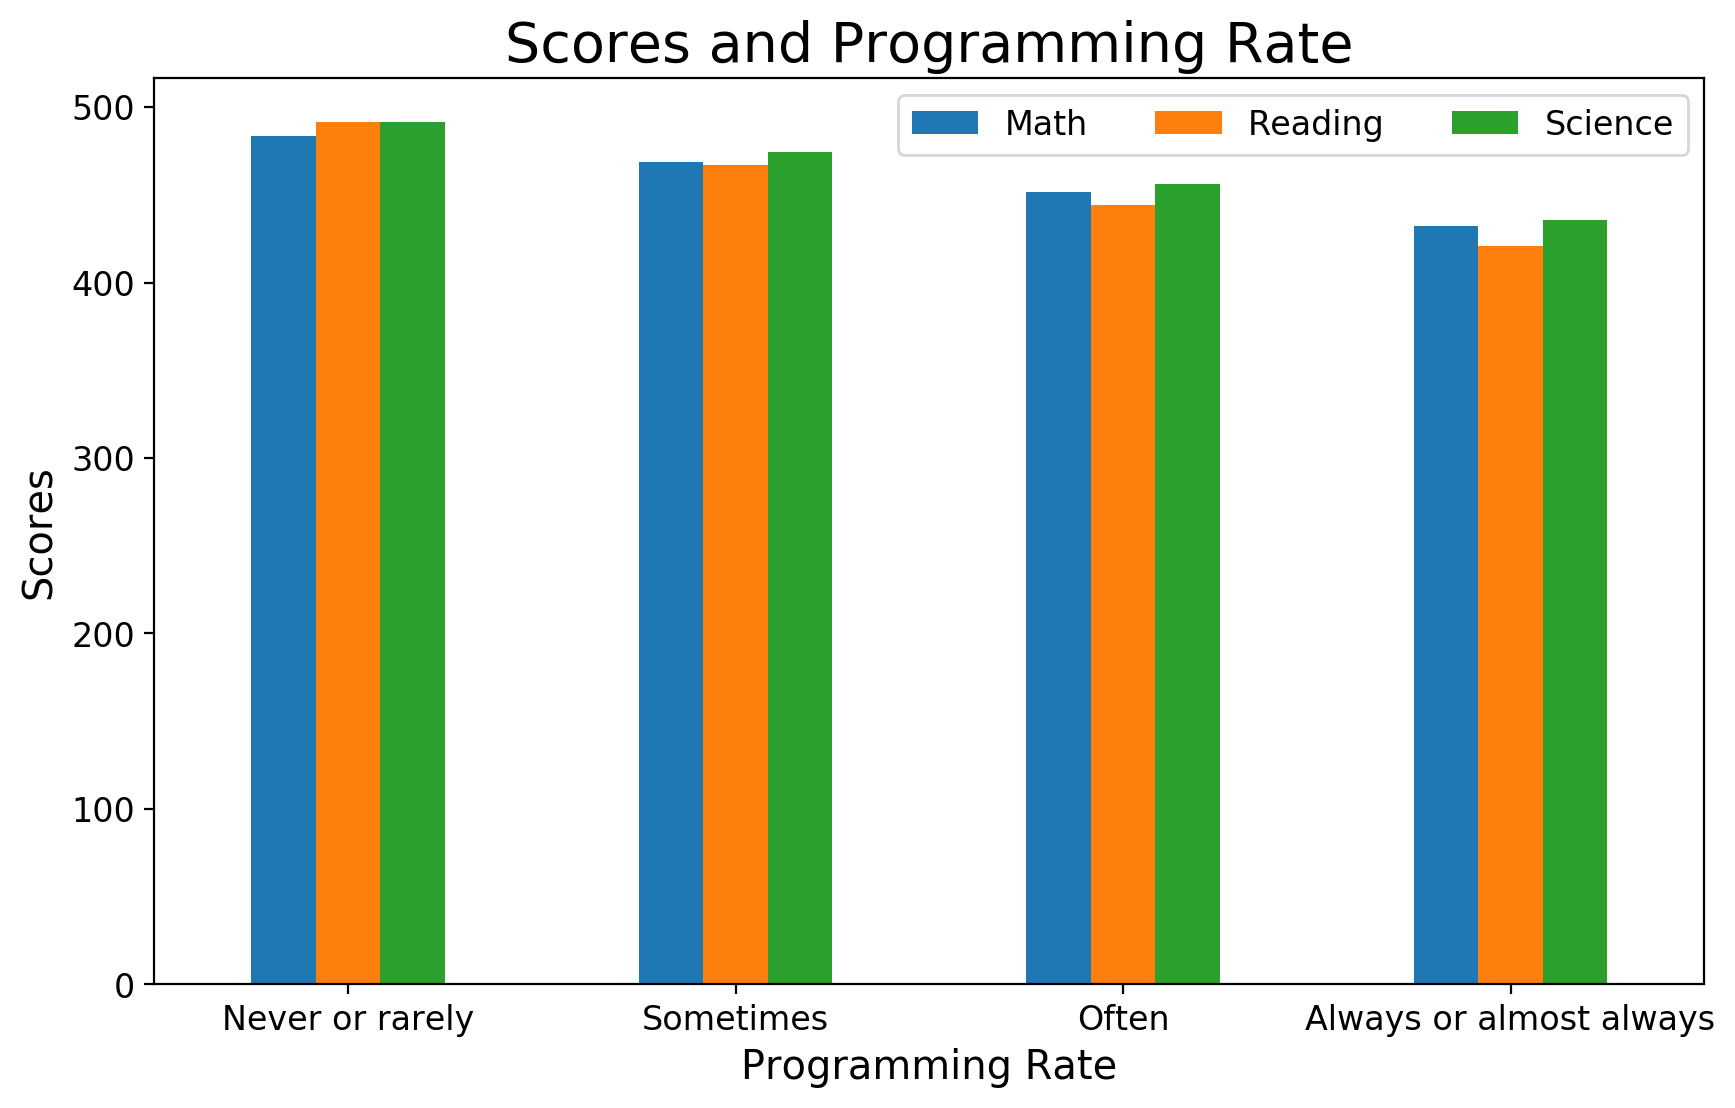 Scores and Programming Rate
Math Reading Science
500
400
300
200
100
0
Scores
Never or rarely Sometimes Often Always or almost always
Programming Rate